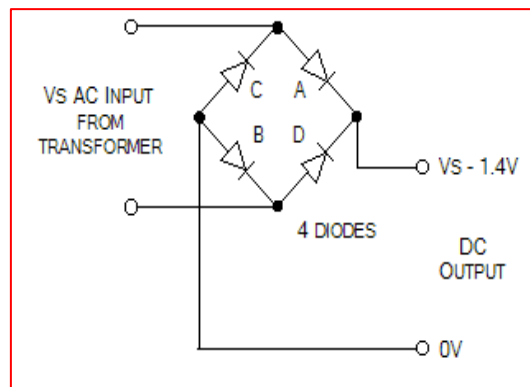 C A
VS AC INPUT
FROM
TRANSFORMER
B D
VS - 1.4V
4 DIODES
DC
OUTPUT
0V